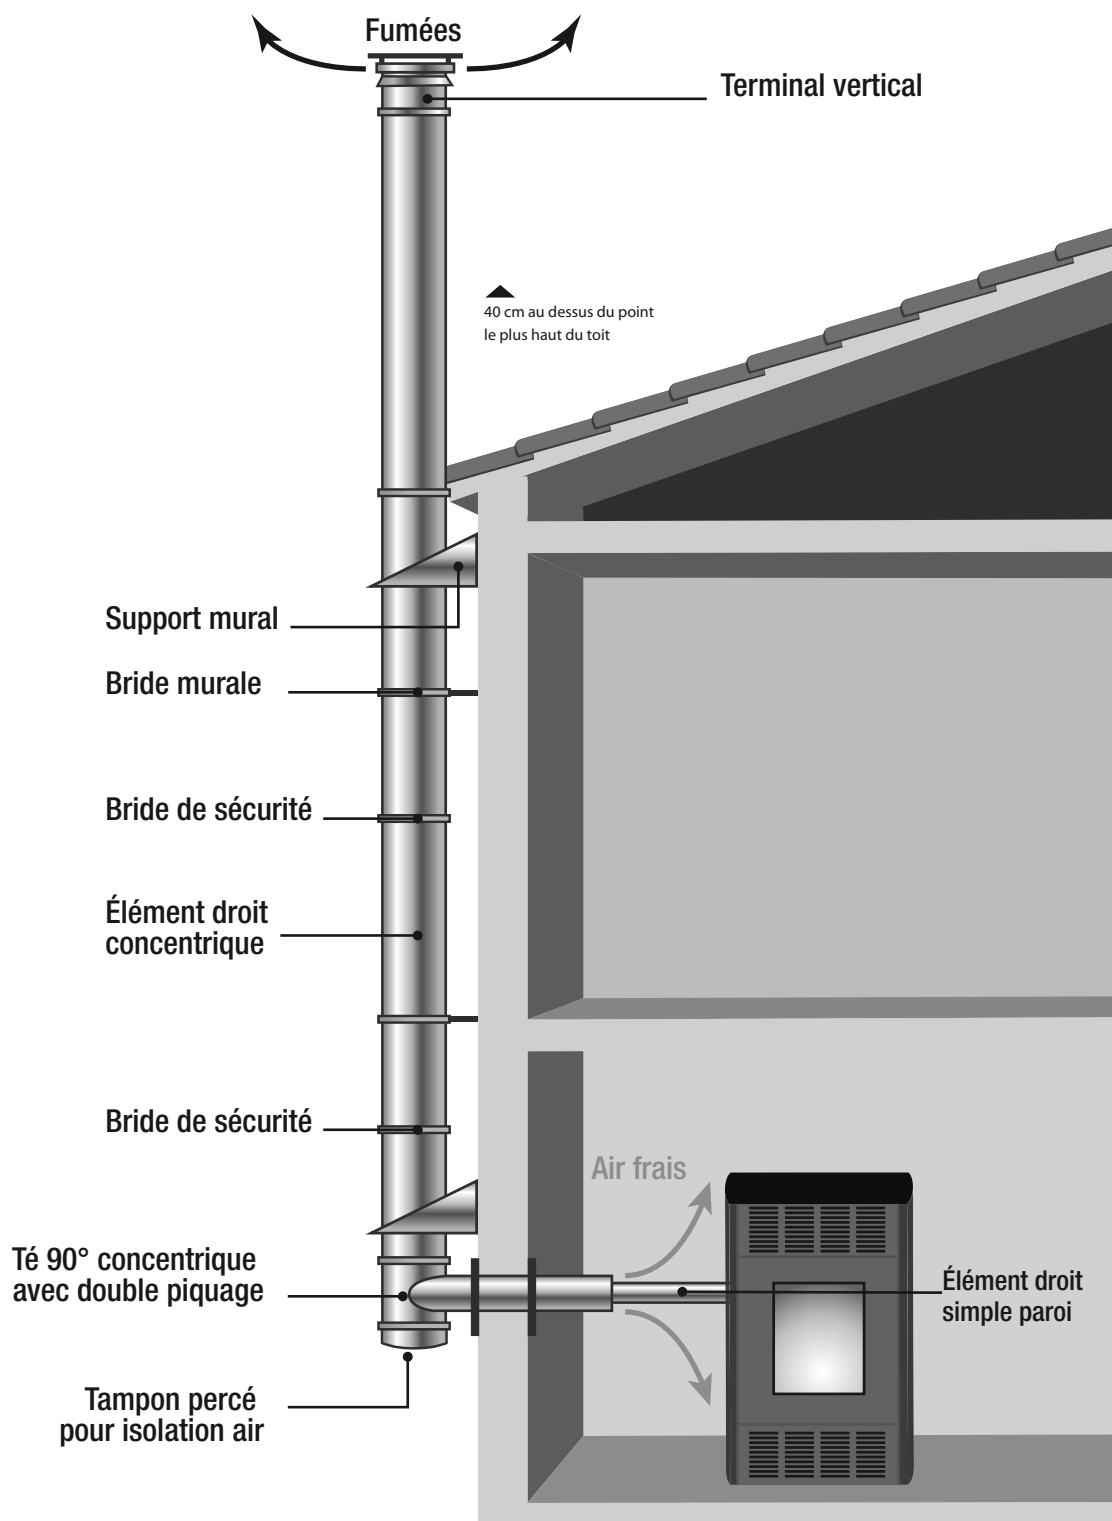 Fumées
Terminal vertical
40 cm au dessus du point
le plus haut du toit
Support mural
Bride murale
Bride de sécurité
Élément droit
concentrique
Bride de sécurité
Air frais
Té 90° concentrique
avec double piquage
Élément droit
simple paroi
Tampon percé
pour isolation air